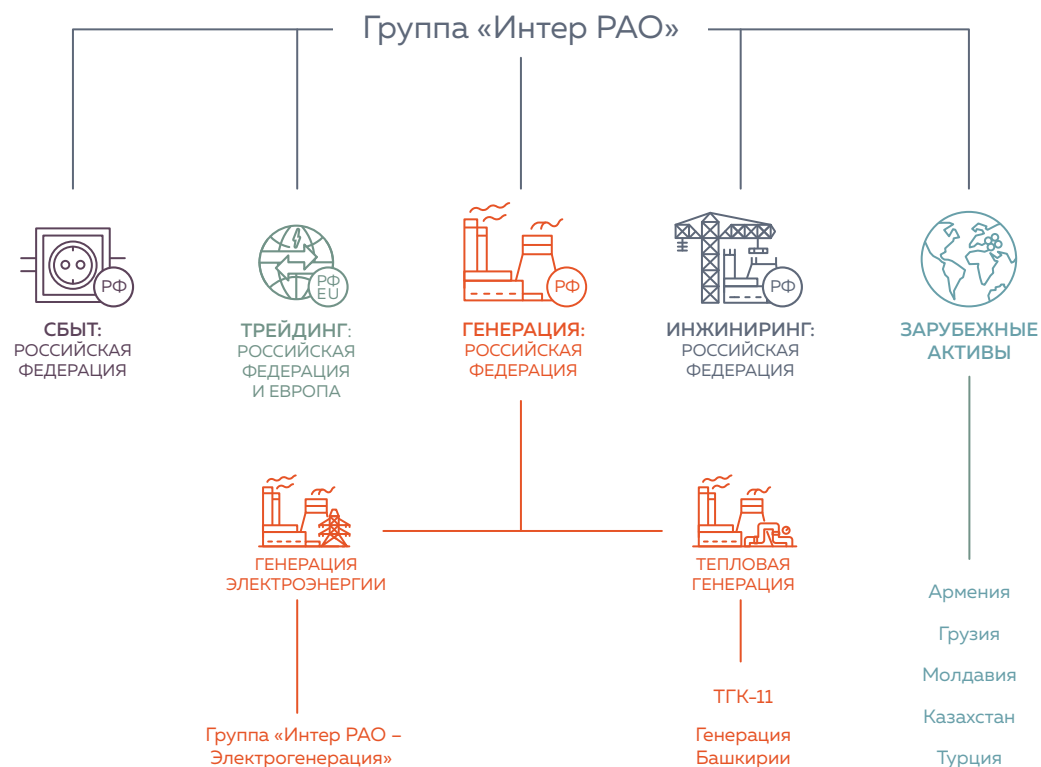 Группа «Интер РАО»
РФ
СБЫТ:
РОССИЙСКАЯ
ФЕДЕРАЦИЯ
РФ
EU
ТРЕЙДИНГ:
РОССИЙСКАЯ
ФЕДЕРАЦИЯ
И ЕВРОПА
РФ
ГЕНЕРАЦИЯ:
РОССИЙСКАЯ
ФЕДЕРАЦИЯ
РФ
ИНЖИНИРИНГ:
РОССИЙСКАЯ
ФЕДЕРАЦИЯ
ЗАРУБЕЖНЫЕ
АКТИВЫ
ГЕНЕРАЦИЯ
ЭЛЕКТРОЭНЕРГИИ
Группа «Интер РАО –
Электрогенерация»
ТЕПЛОВАЯ
ГЕНЕРАЦИЯ
ТГК-11
Генерация
Башкирии
Армения
Грузия
Молдавия
Казахстан
Турция